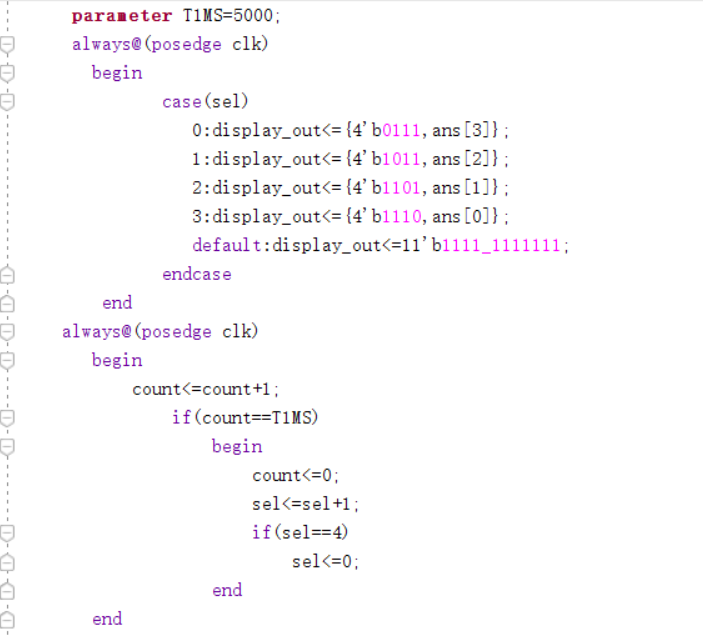 parameter T1MS=5000;
always@(posedge clk)
begin
case(sel)
0:display_out<={4'b0111,ans[3]};
1:display_out<={4'b1011,ans[2]};
2:display_out<={4'b1101,ans[1]};
3:display_out<={4'b1110,ans[0]};
default:display_out<=11'b1111_1111111;
endcase
end
always@(posedge clk)
begin
count<=count+1;
if(count==T1MS)
begin
count<=0;
sel<=sel+1;
if(sel==4)
sel<=0;
end
end